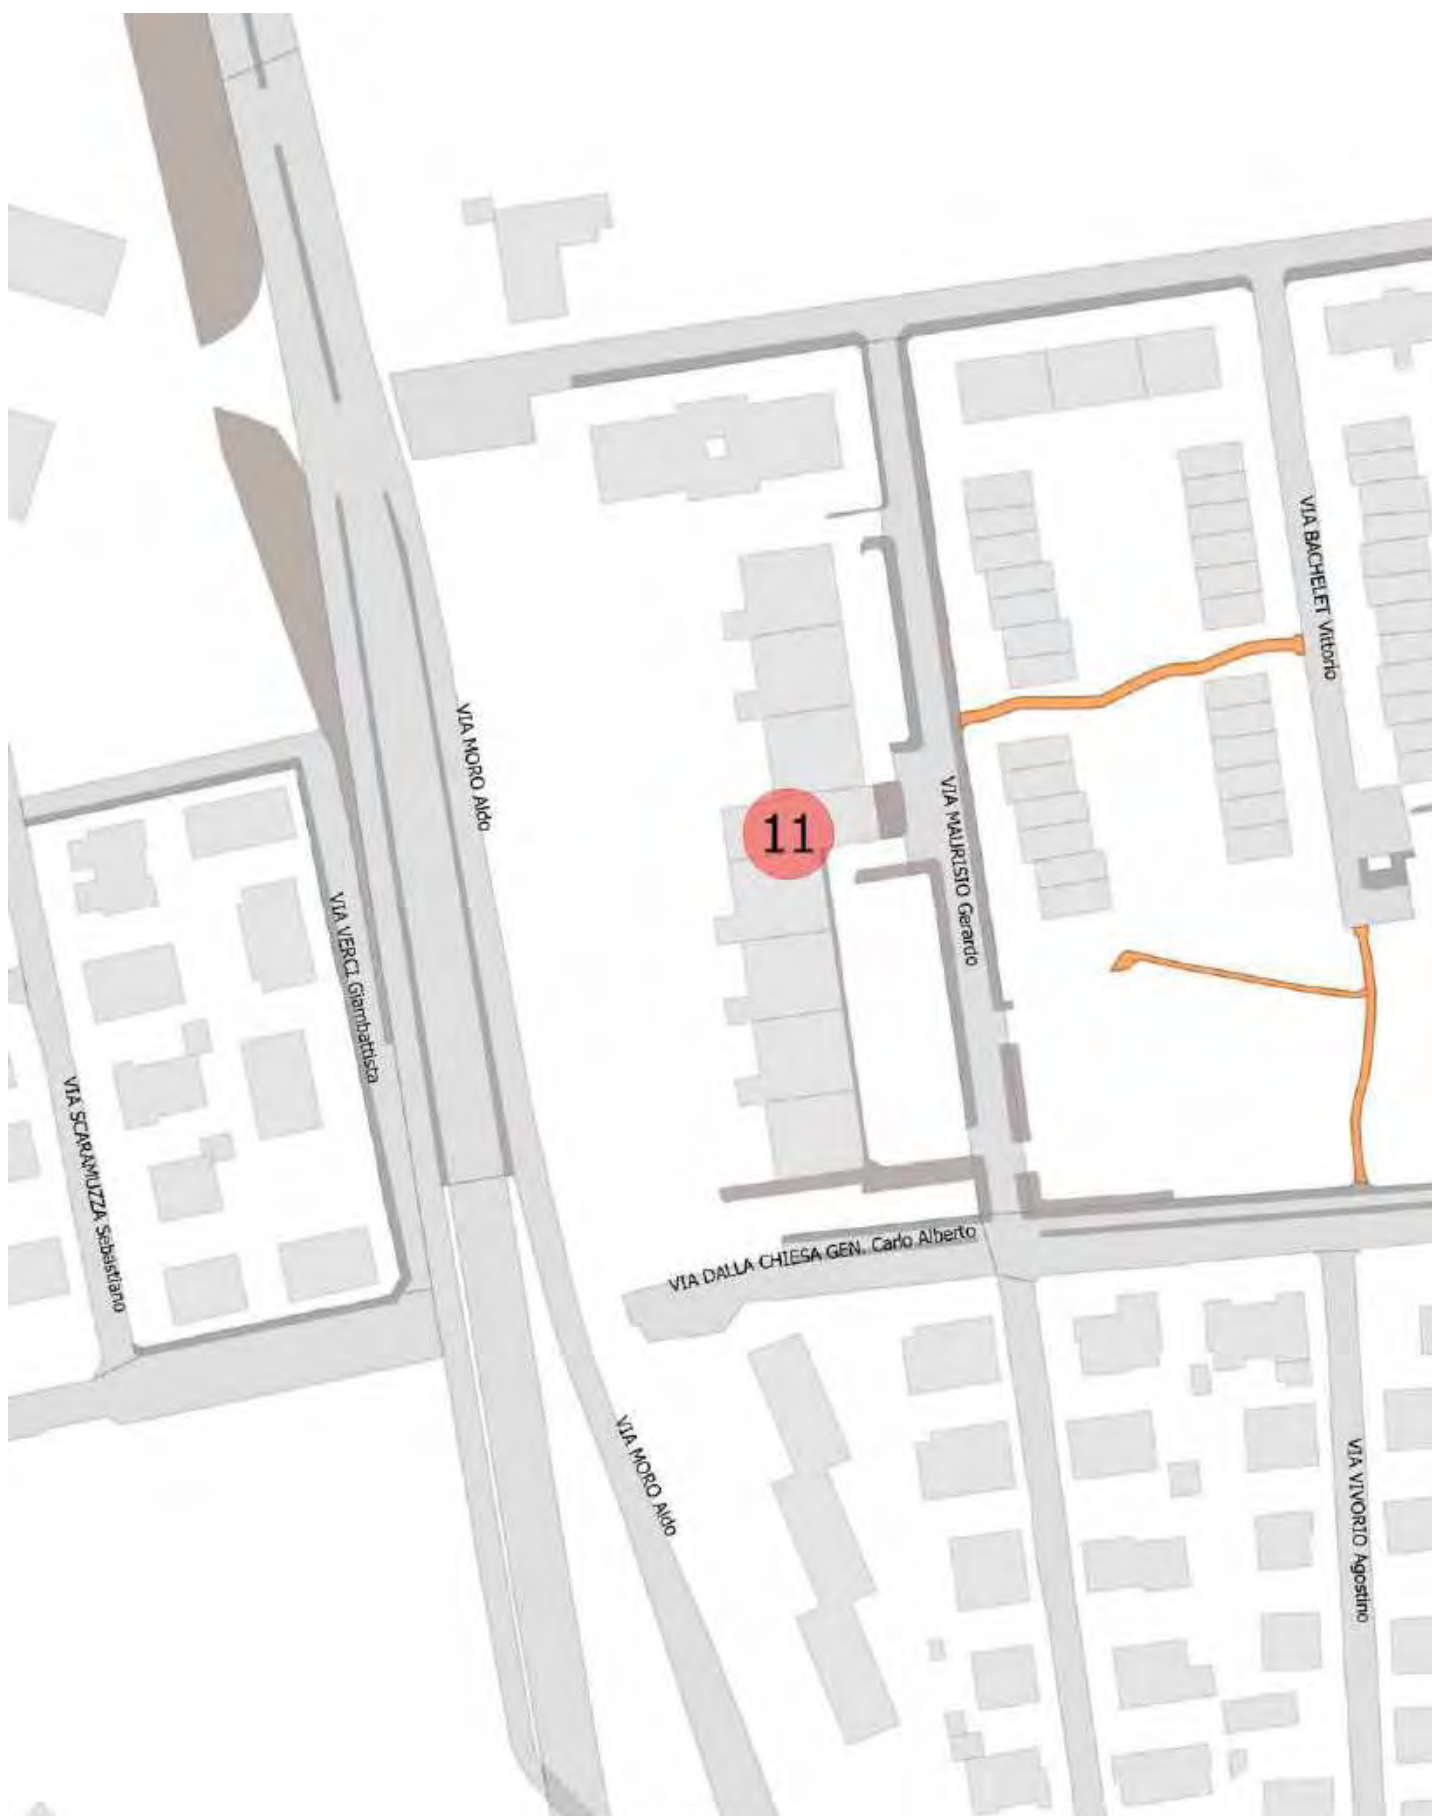 VIA BACHELET Vittorio
VIA MORO Aldo
11
VIA MAURISIO Gerardo
VIA VERCI Giambattista
VIA SCARAMUZZA Sebastiano
VIA DALLA CHIESA GEN. Carlo Alberto
VIA MORO Aldo
VIA VIVORIO Agostino